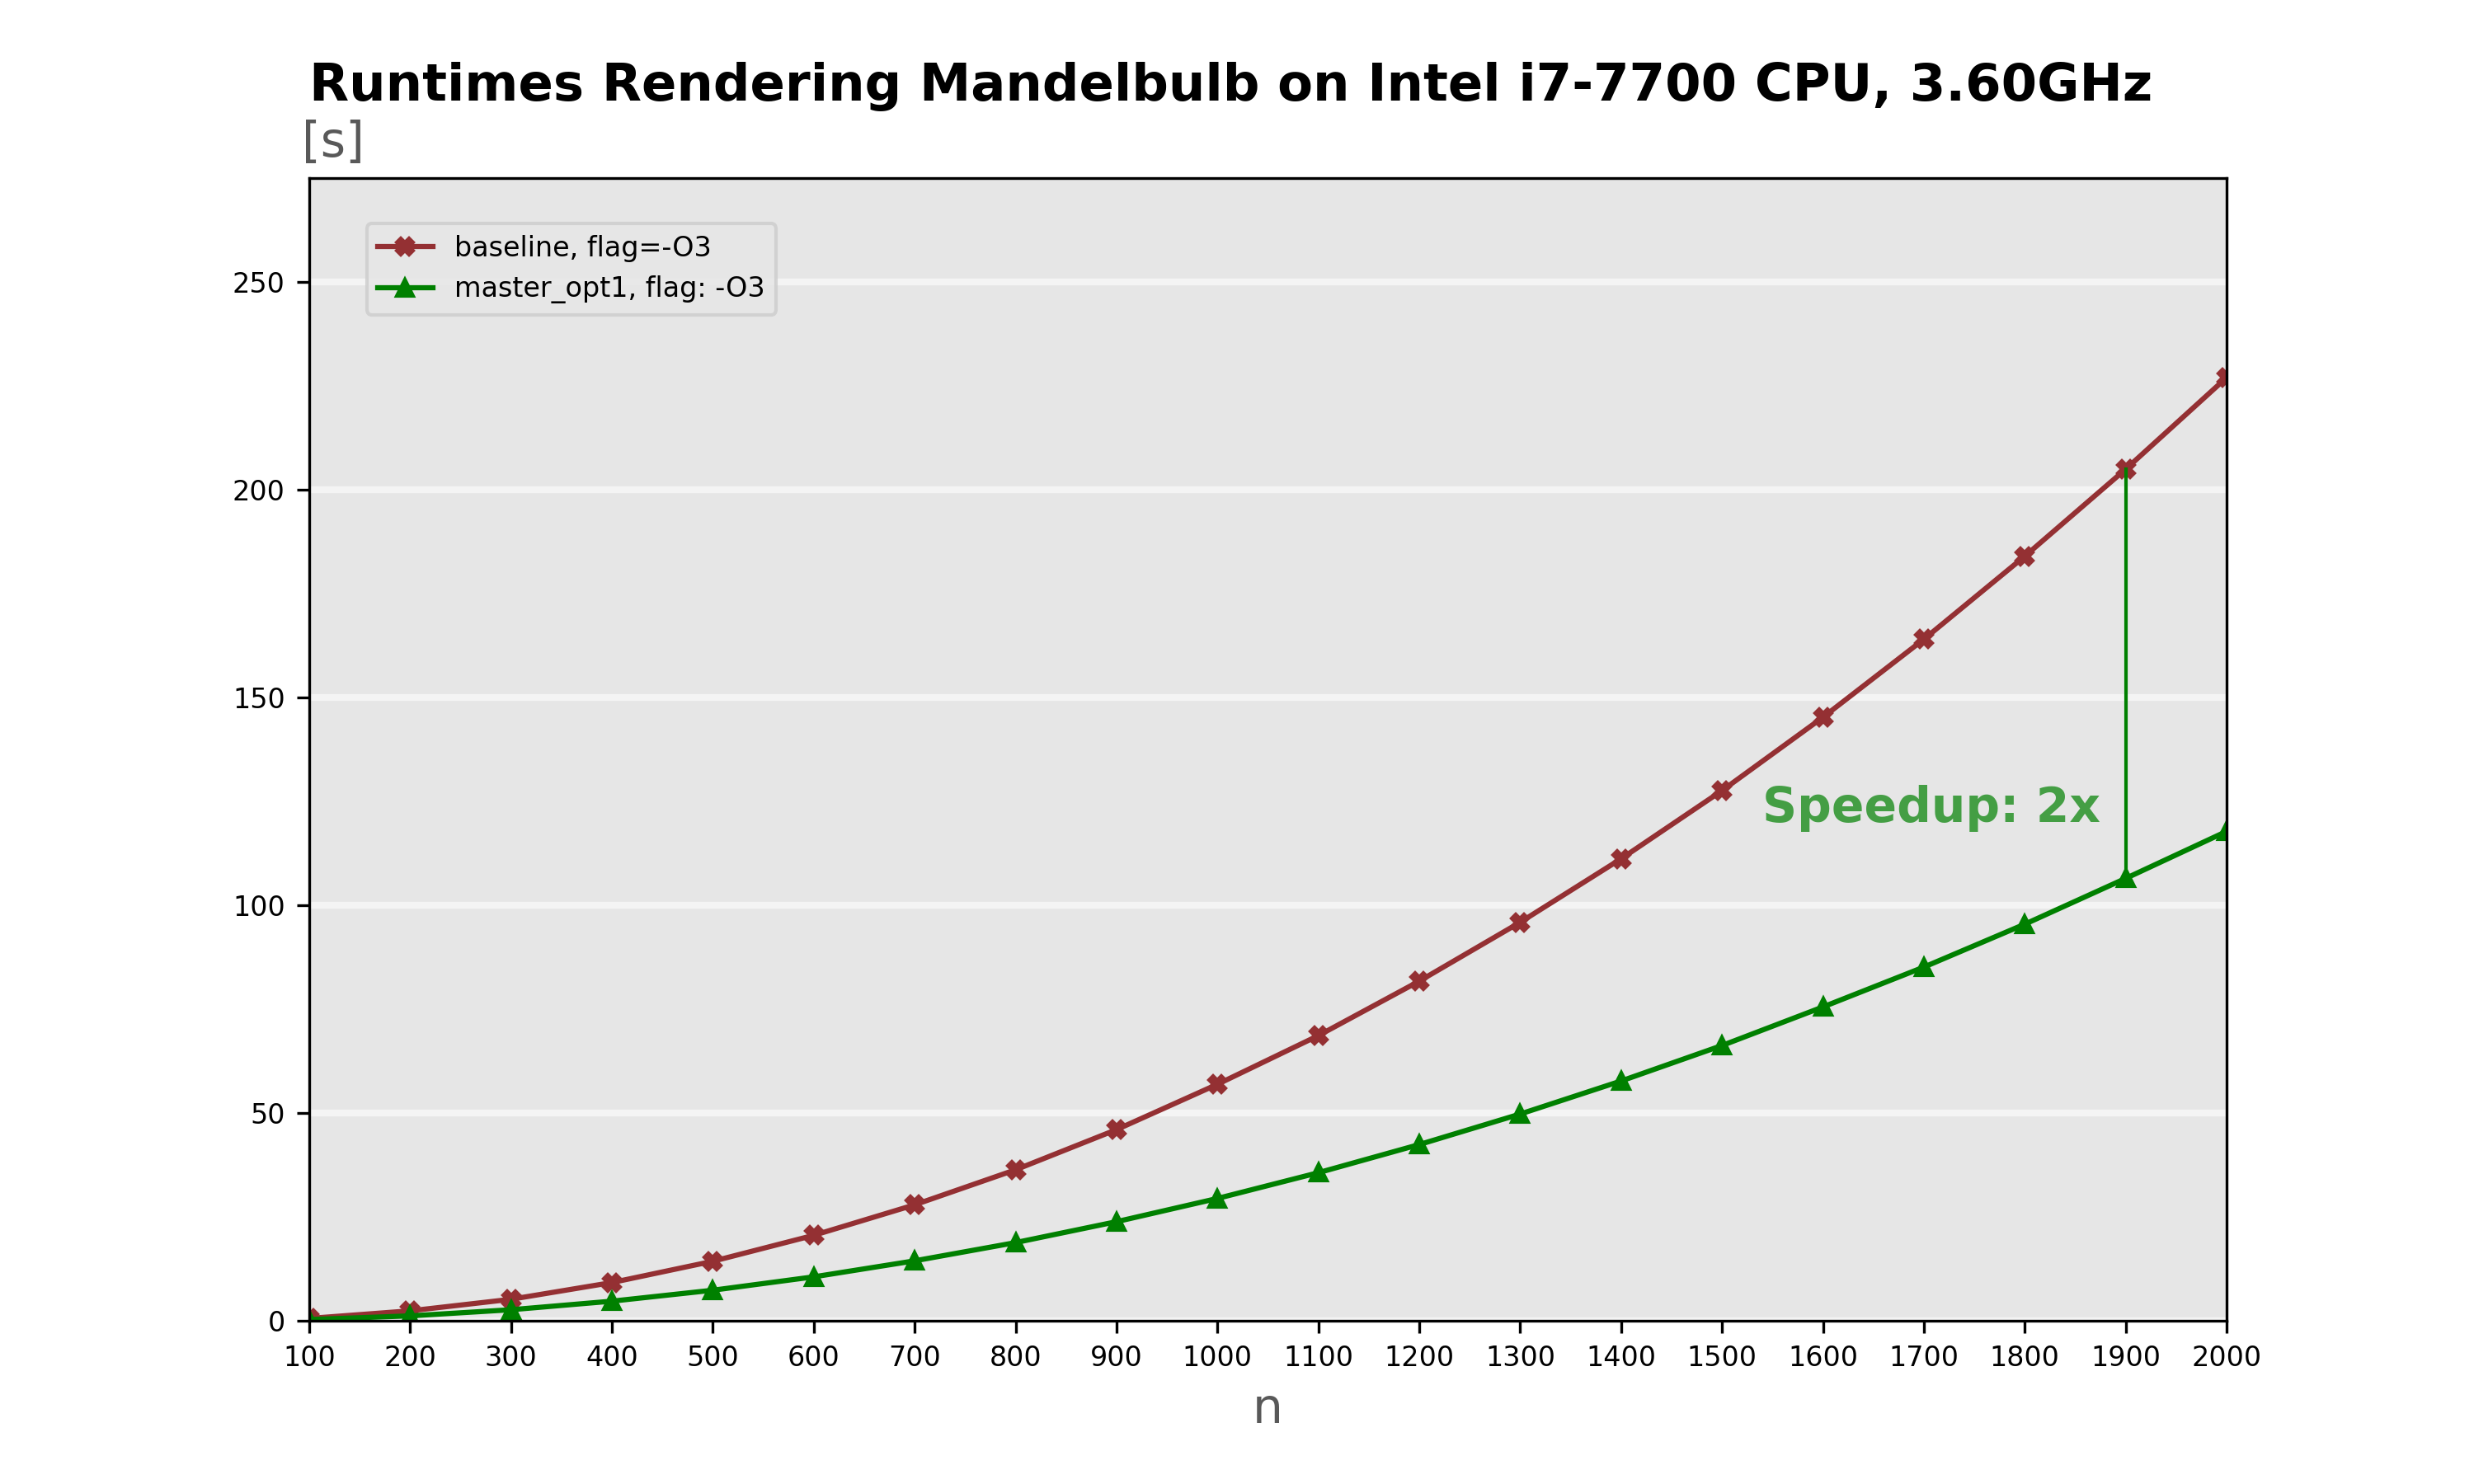 Runtimes Rendering Mandelbulb on Intel i7-7700 CPU, 3.60GHz
[s]
baseline, flag=-O3
master_opt1, flag: -O3
250
200
150
Speedup: 2x
100
50
0
100 200 300 400 500 600 700 800 900 1000 1100 1200 1300 1400 1500 1600 1700 1800 1900 2000
n